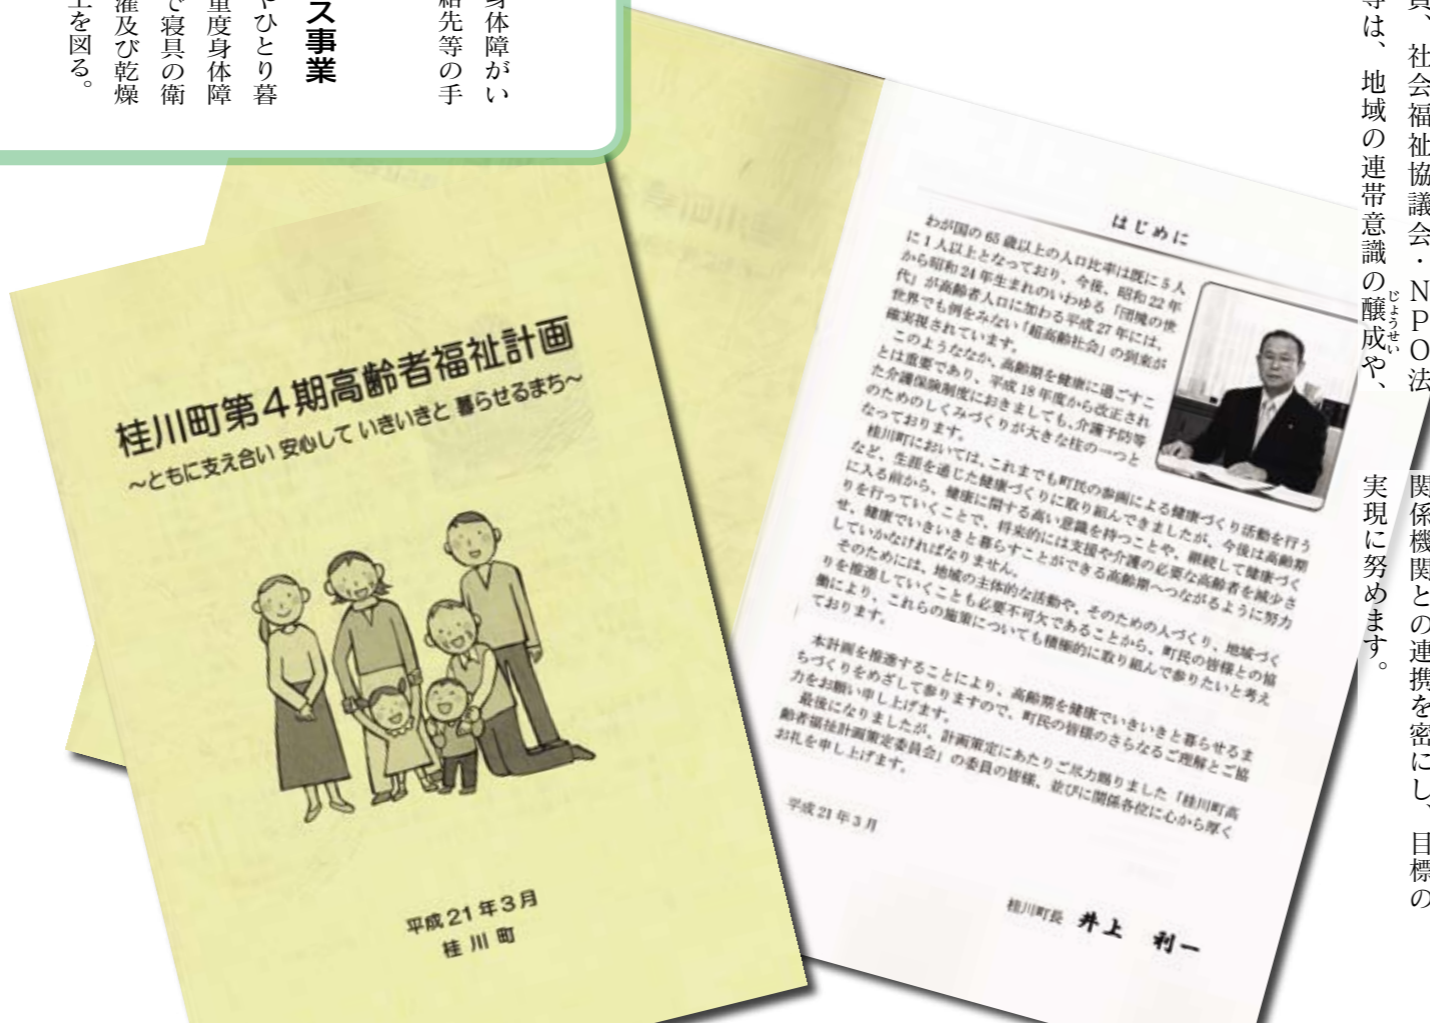 員、社会福祉協議会・NPO法
等は、地域の連帯意識の醸成や、
じょうせい
関係機関との連携を密にし、目標の
実現に努めます。
身体障がい
絡先等の手
ス事業
やひとり暮
重度身体障
で寝具の衛
濯及び乾燥
上を図る。
桂川町第4期高齢者福祉計画
~ともに支え合い 安心して いきいきと 暮らせるまち~
平成21年3月
桂川町
はじめに
わが国の65歳以上の人口比率は既に5人
に1人以上となっており、今後、昭和22年
から昭和24年生まれのいわゆる「団塊の世
代」が高齢者人口に加わる平成27年には、
世界でも例をみない「超高齢社会」の到来が
確実視されています。
このようななか、高齢期を健康に過ごすこ
とは重要であり、平成18年度から改正され
た介護保険制度におきましても、介護予防等
のためのしくみづくりが大きな柱の一つと
なっております。
桂川町においては、これまでも町民の参画による健康づくり活動を行う
など、生涯を通じた健康づくりに取り組んできましたが、今後は高齢期
に入る前から、健康に関する高い意識を持つことや、継続して健康づく
りを行っていくことで、将来的には支援や介護の必要な高齢者を減少さ
せ、健康でいきいきと暮らすことができる高齢期へつながるように努力
していかなければなりません。
そのためには、地域の主体的な活動や、そのための人づくり、地域づく
りを推進していくことも必要不可欠であることから、町民の皆様との協
働により、これらの施策についても積極的に取り組んで参りたいと考え
ております。
本計画を推進することにより、高齢期を健康でいきいきと暮らせるま
ちづくりをめざして参りますので、町民の皆様のさらなるご理解とご協
力をお願い申し上げます。
最後になりましたが、計画策定にあたりご尽力賜りました「桂川町高
齢者福祉計画策定委員会」の委員の皆様、並びに関係各位に心から厚く
お礼を申し上げます。
平成21年3月
桂川町長 井上 利一